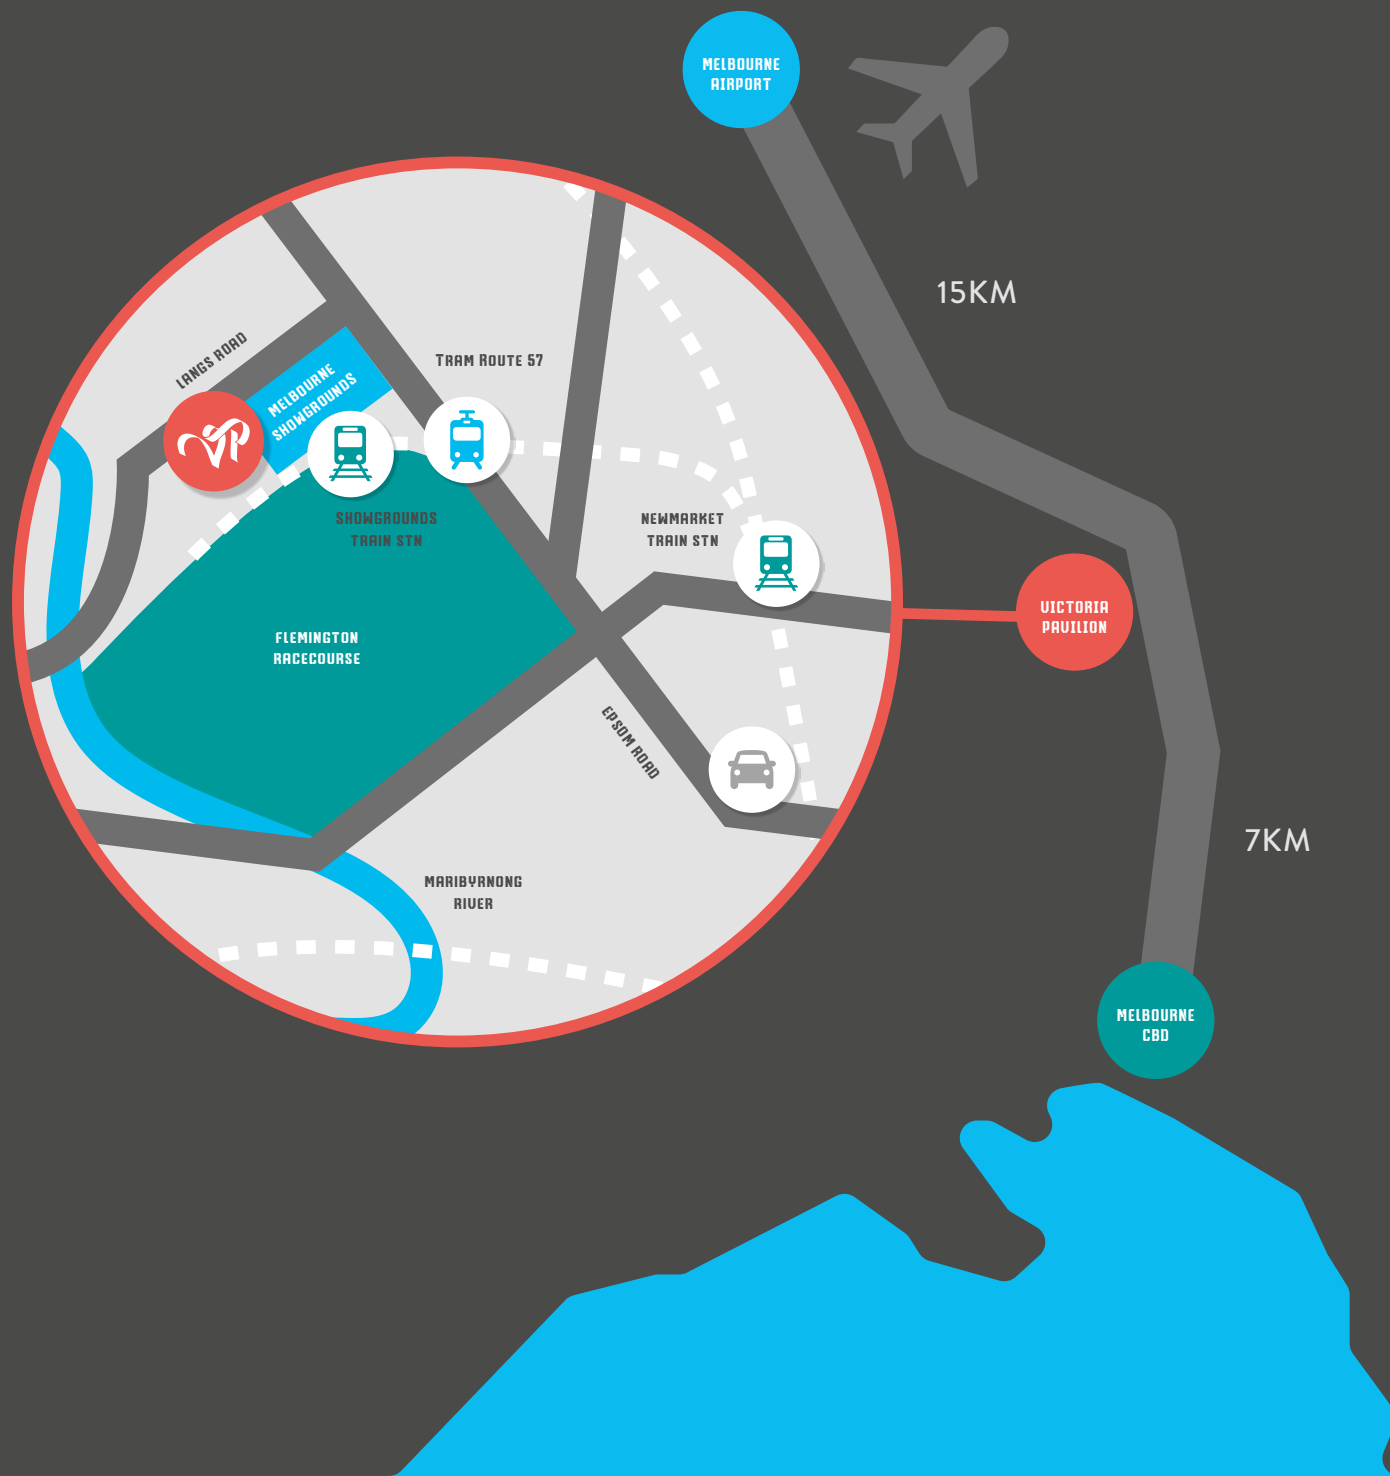 MELBOURNE
AIRPORT
15KM
LANGS ROAD
MELBOURNE
SHOWGROUNDS
TRAM ROUTE 57
VP
SHOWGROUNDS
TRAIN STN
NEWMARKET
TRAIN STN
VICTORIA
PAVILION
FLEMINGTON
RACECOURSE
EPSOM ROAD
7KM
MARIBYRNONG
RIVER
MELBOURNE
CBD